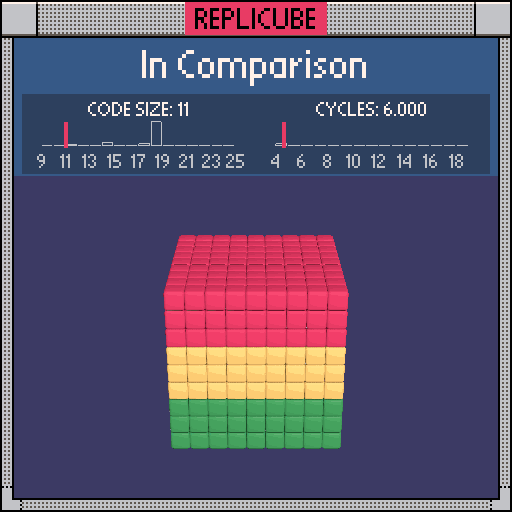 REPLICUBE
In Comparison
CODE SIZE: 11 CYCLES: 6.000
9 11 13 15 17 19 21 23 25 4 6 8 10 12 14 16 18